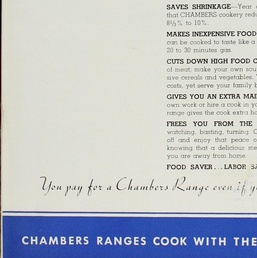 SAVES SHRINKAGE—Year
that CHAMBERS cookery redu
8½% to 10%.
MAKES INEXPENSIVE FOOD
can be cooked to taste like a
20 to 30 minutes gas.
CUTS DOWN HIGH FOOD C
of meat, make your own sou
sive cereals and vegetables.
costs, yet serve your family b
GIVES YOU AN EXTRA MAI
own work or hire a cook in yo
range gives the cook extra ho
FREES YOU FROM THE
watching, basting, turning. C
off and enjoy that peace o
knowing that a delicious me
you are away from home.
FOOD SAVER...LABOR SA
You pay for a Chambers Range even if y
CHAMBERS RANGES COOK WITH THE